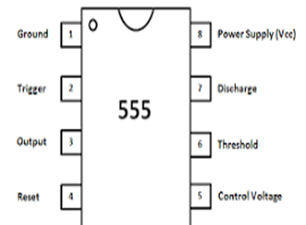 Ground 1 8 Power Supply (Vcc)
Trigger 2 7 Discharge
555
Output 3 6 Threshold
Reset 4 5 Control Voltage